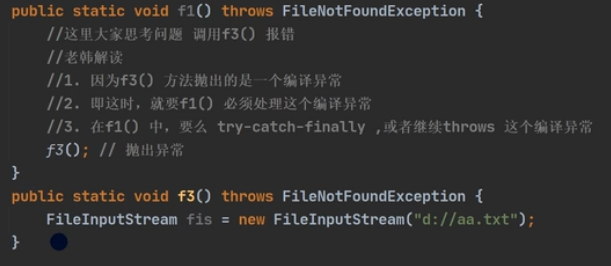 public static void f1() throws FileNotFoundException {
//这里大家思考问题 调用f3() 报错
//老韩解读
//1. 因为f3() 方法抛出的是一个编译异常
//2. 即这时，就要f1() 必须处理这个编译异常
//3. 在f1() 中，要么 try-catch-finally ,或者继续throws 这个编译异常
f3(); // 抛出异常
}
public static void f3() throws FileNotFoundException {
FileInputStream fis = new FileInputStream("d://aa.txt");
}